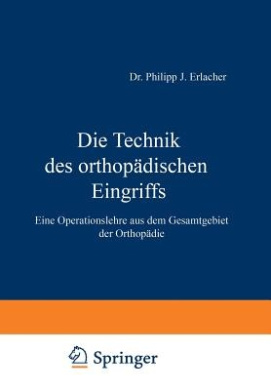 Dr. Philipp J. Erlacher
Die Technik
des orthopädischen
Eingriffs
Eine Operationslehre aus dem Gesamtgebiet
der Orthopädie
Springer